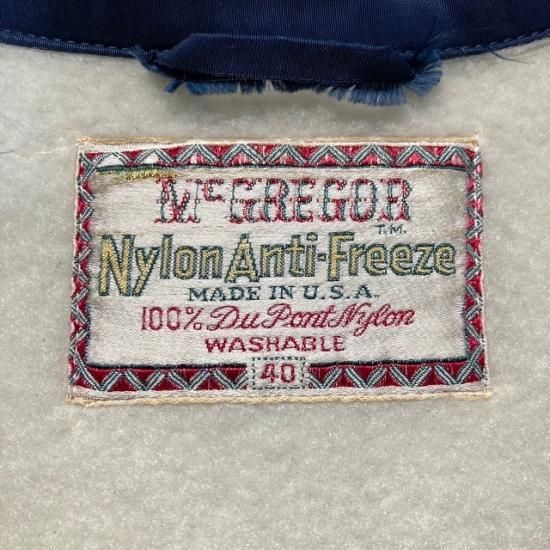 McGREGOR
T.M.
Nylon Anti-Freeze
MADE IN U.S.A.
100% Du Pont Nylon
WASHABLE
40